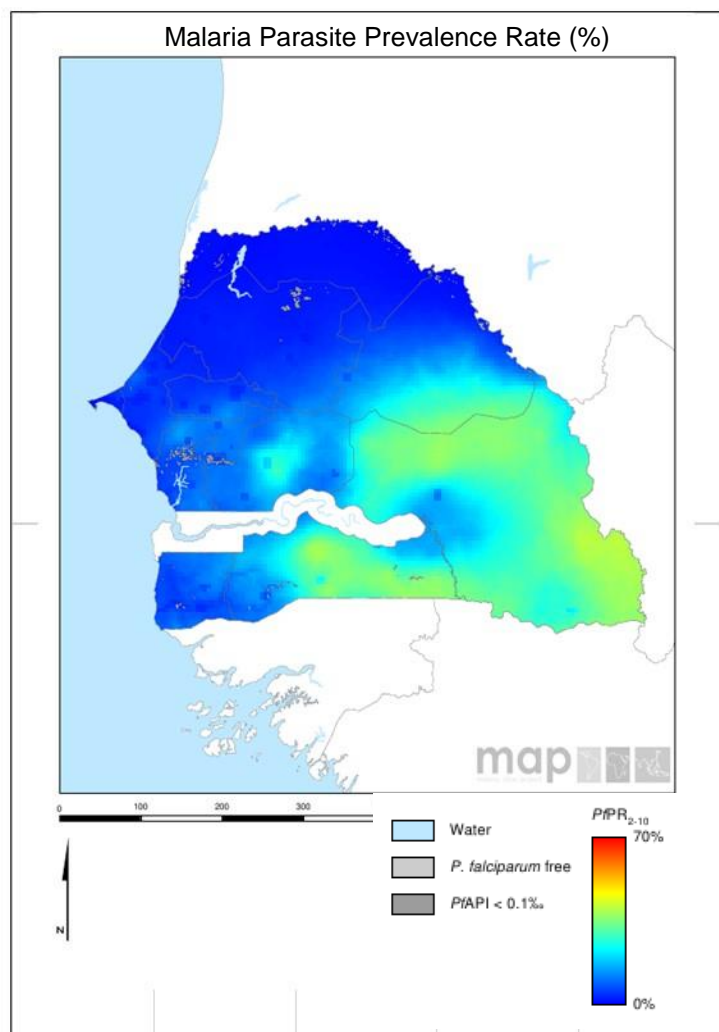 Malaria Parasite Prevalence Rate (%)
map
0 100 200 300
Water
P. falciparum free
PfAPI < 0.1‰
PfPR2-10
70%
0%
N